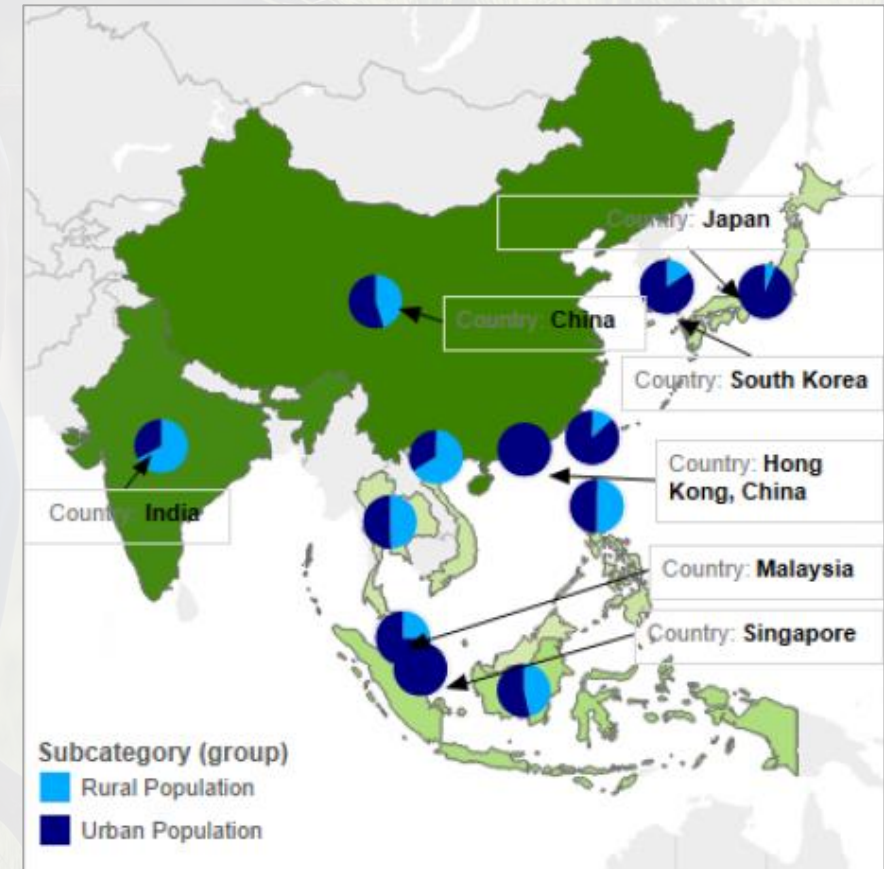 Country: Japan
Country: China
Country: South Korea
Country: Hong
Kong, China
Country: India
Country: Malaysia
Country: Singapore
Subcategory (group)
Rural Population
Urban Population